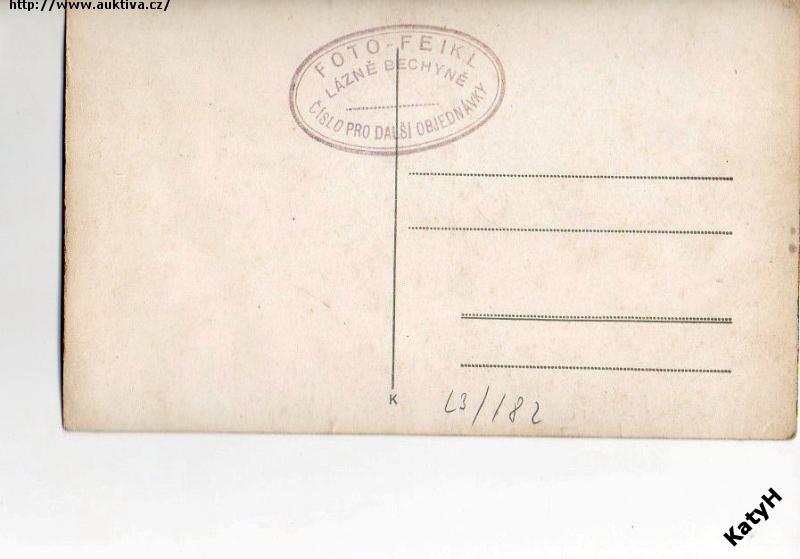 http://www.auktiva.cz/
FOTO-FEIKL
LÁZNĚ BECHYNĚ
ČÍSLO PRO DALŠÍ OBJEDNÁVKY
K
L3/182
KatyH